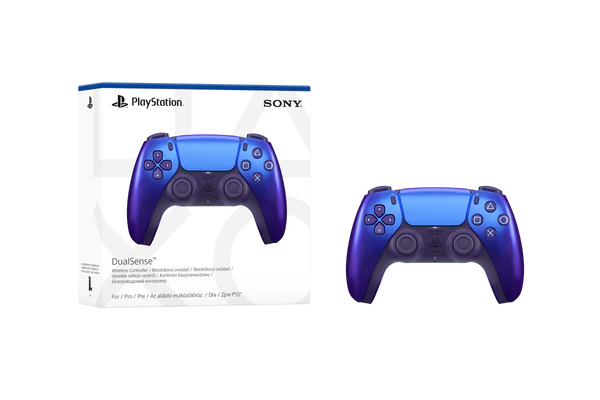 PlayStation.
SONY
DualSense™
Wireless Controller / Bezdrátový ovladač / Bezdrôtový ovládač /
Vezeték nélküli vezérlő / Kontroler bezprzewodowy /
Беспроводной контроллер
For / Pro / Pre / Az alábbi eszközökhöz: / Dla / Для PS5™